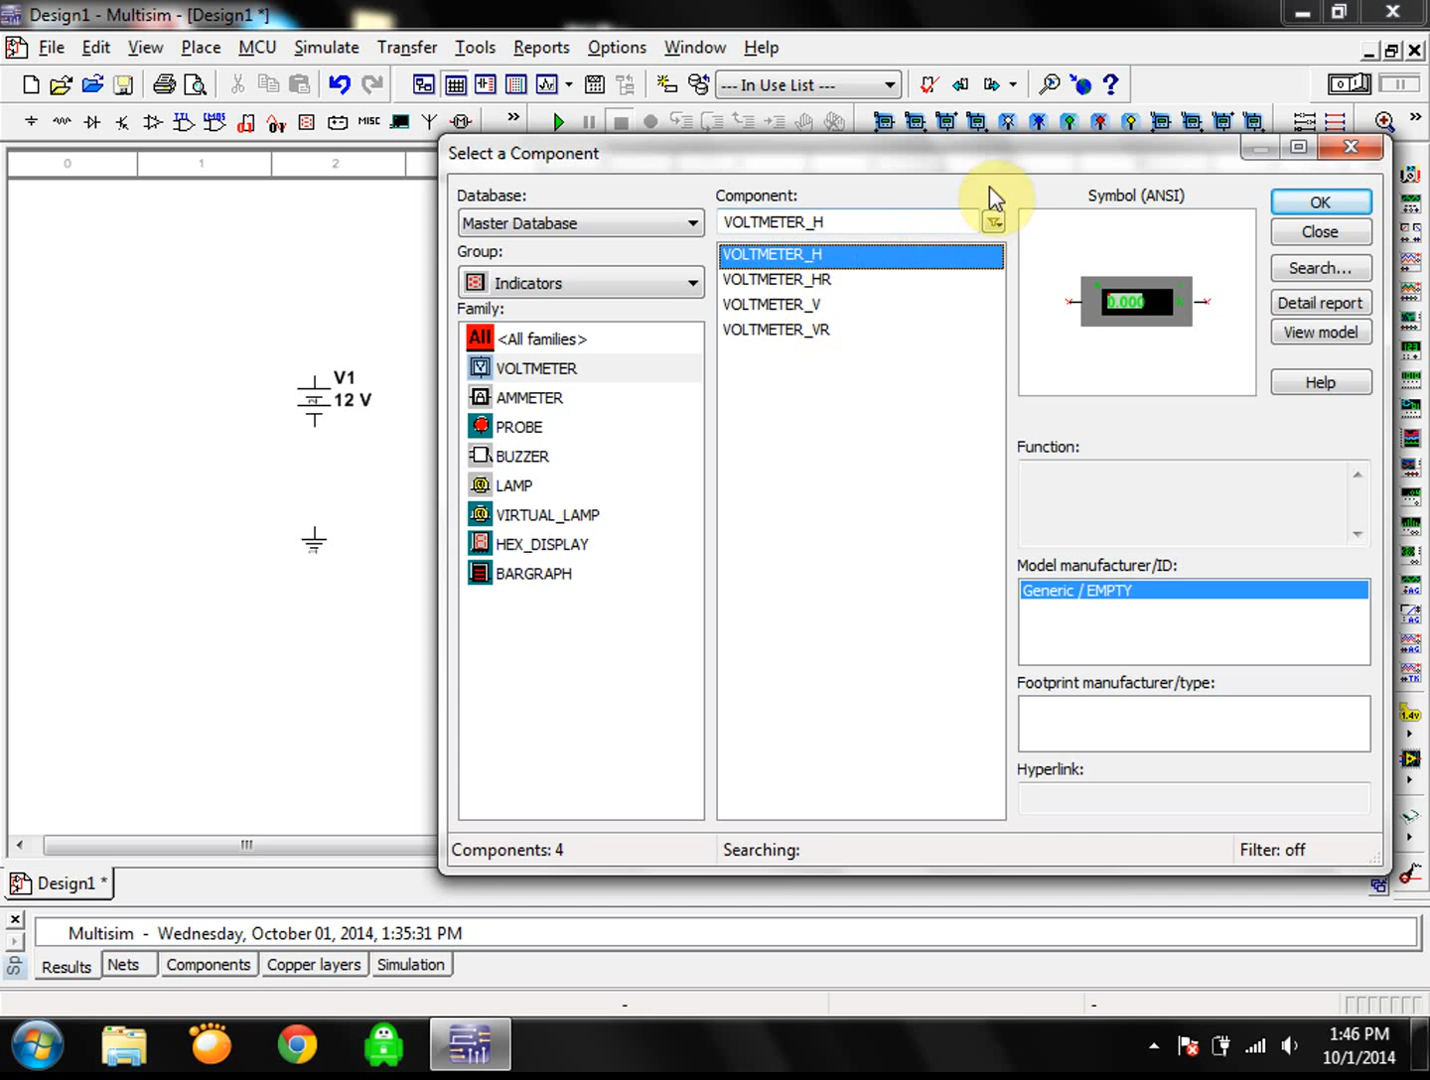 Design1 - Multisim - [Design1 *]
File Edit View Place MCU Simulate Transfer Tools Reports Options Window Help
--- In Use List ---
MISC
0 1 2
Select a Component
Database:
Master Database
Group:
Indicators
Family:
All <All families>
VOLTMETER
AMMETER
PROBE
BUZZER
LAMP
VIRTUAL_LAMP
HEX_DISPLAY
BARGRAPH
Component:
VOLTMETER_H
VOLTMETER_H
VOLTMETER_HR
VOLTMETER_V
VOLTMETER_VR
Symbol (ANSI)
0.000
OK
Close
Search...
Detail report
View model
Help
Function:
Model manufacturer/ID:
Generic / EMPTY
Footprint manufacturer/type:
Hyperlink:
Components: 4 Searching: Filter: off
V1
12 V
Design1 *
Multisim - Wednesday, October 01, 2014, 1:35:31 PM
Results Nets Components Copper layers Simulation
1:46 PM
10/1/2014